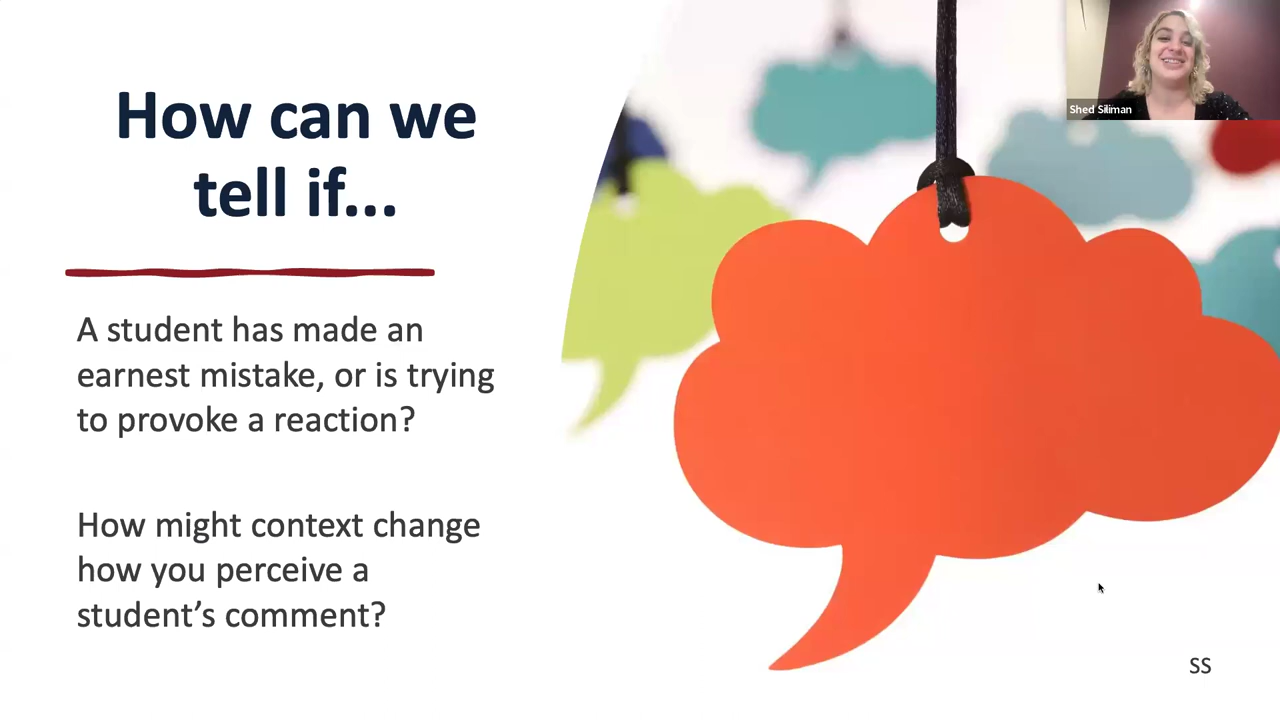 How can we
tell if...
Shed Siliman
A student has made an
earnest mistake, or is trying
to provoke a reaction?
How might context change
how you perceive a
student’s comment?
SS